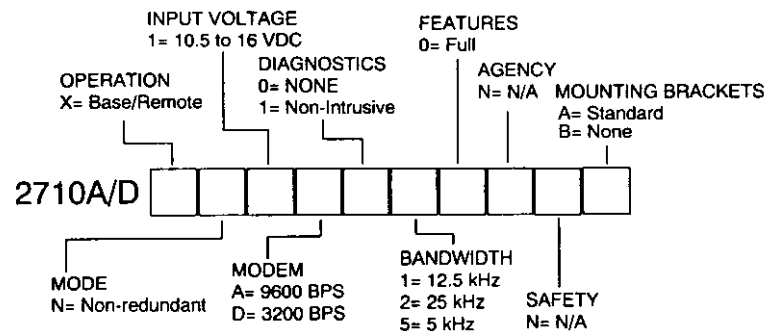 INPUT VOLTAGE
1= 10.5 to 16 VDC
FEATURES
0= Full
DIAGNOSTICS
0= NONE
1= Non-Intrusive
AGENCY
N= N/A
OPERATION
X= Base/Remote
MOUNTING BRACKETS
A= Standard
B= None
2710A/D
MODE
N= Non-redundant
MODEM
A= 9600 BPS
D= 3200 BPS
BANDWIDTH
1= 12.5 kHz
2= 25 kHz
5= 5 kHz
SAFETY
N= N/A